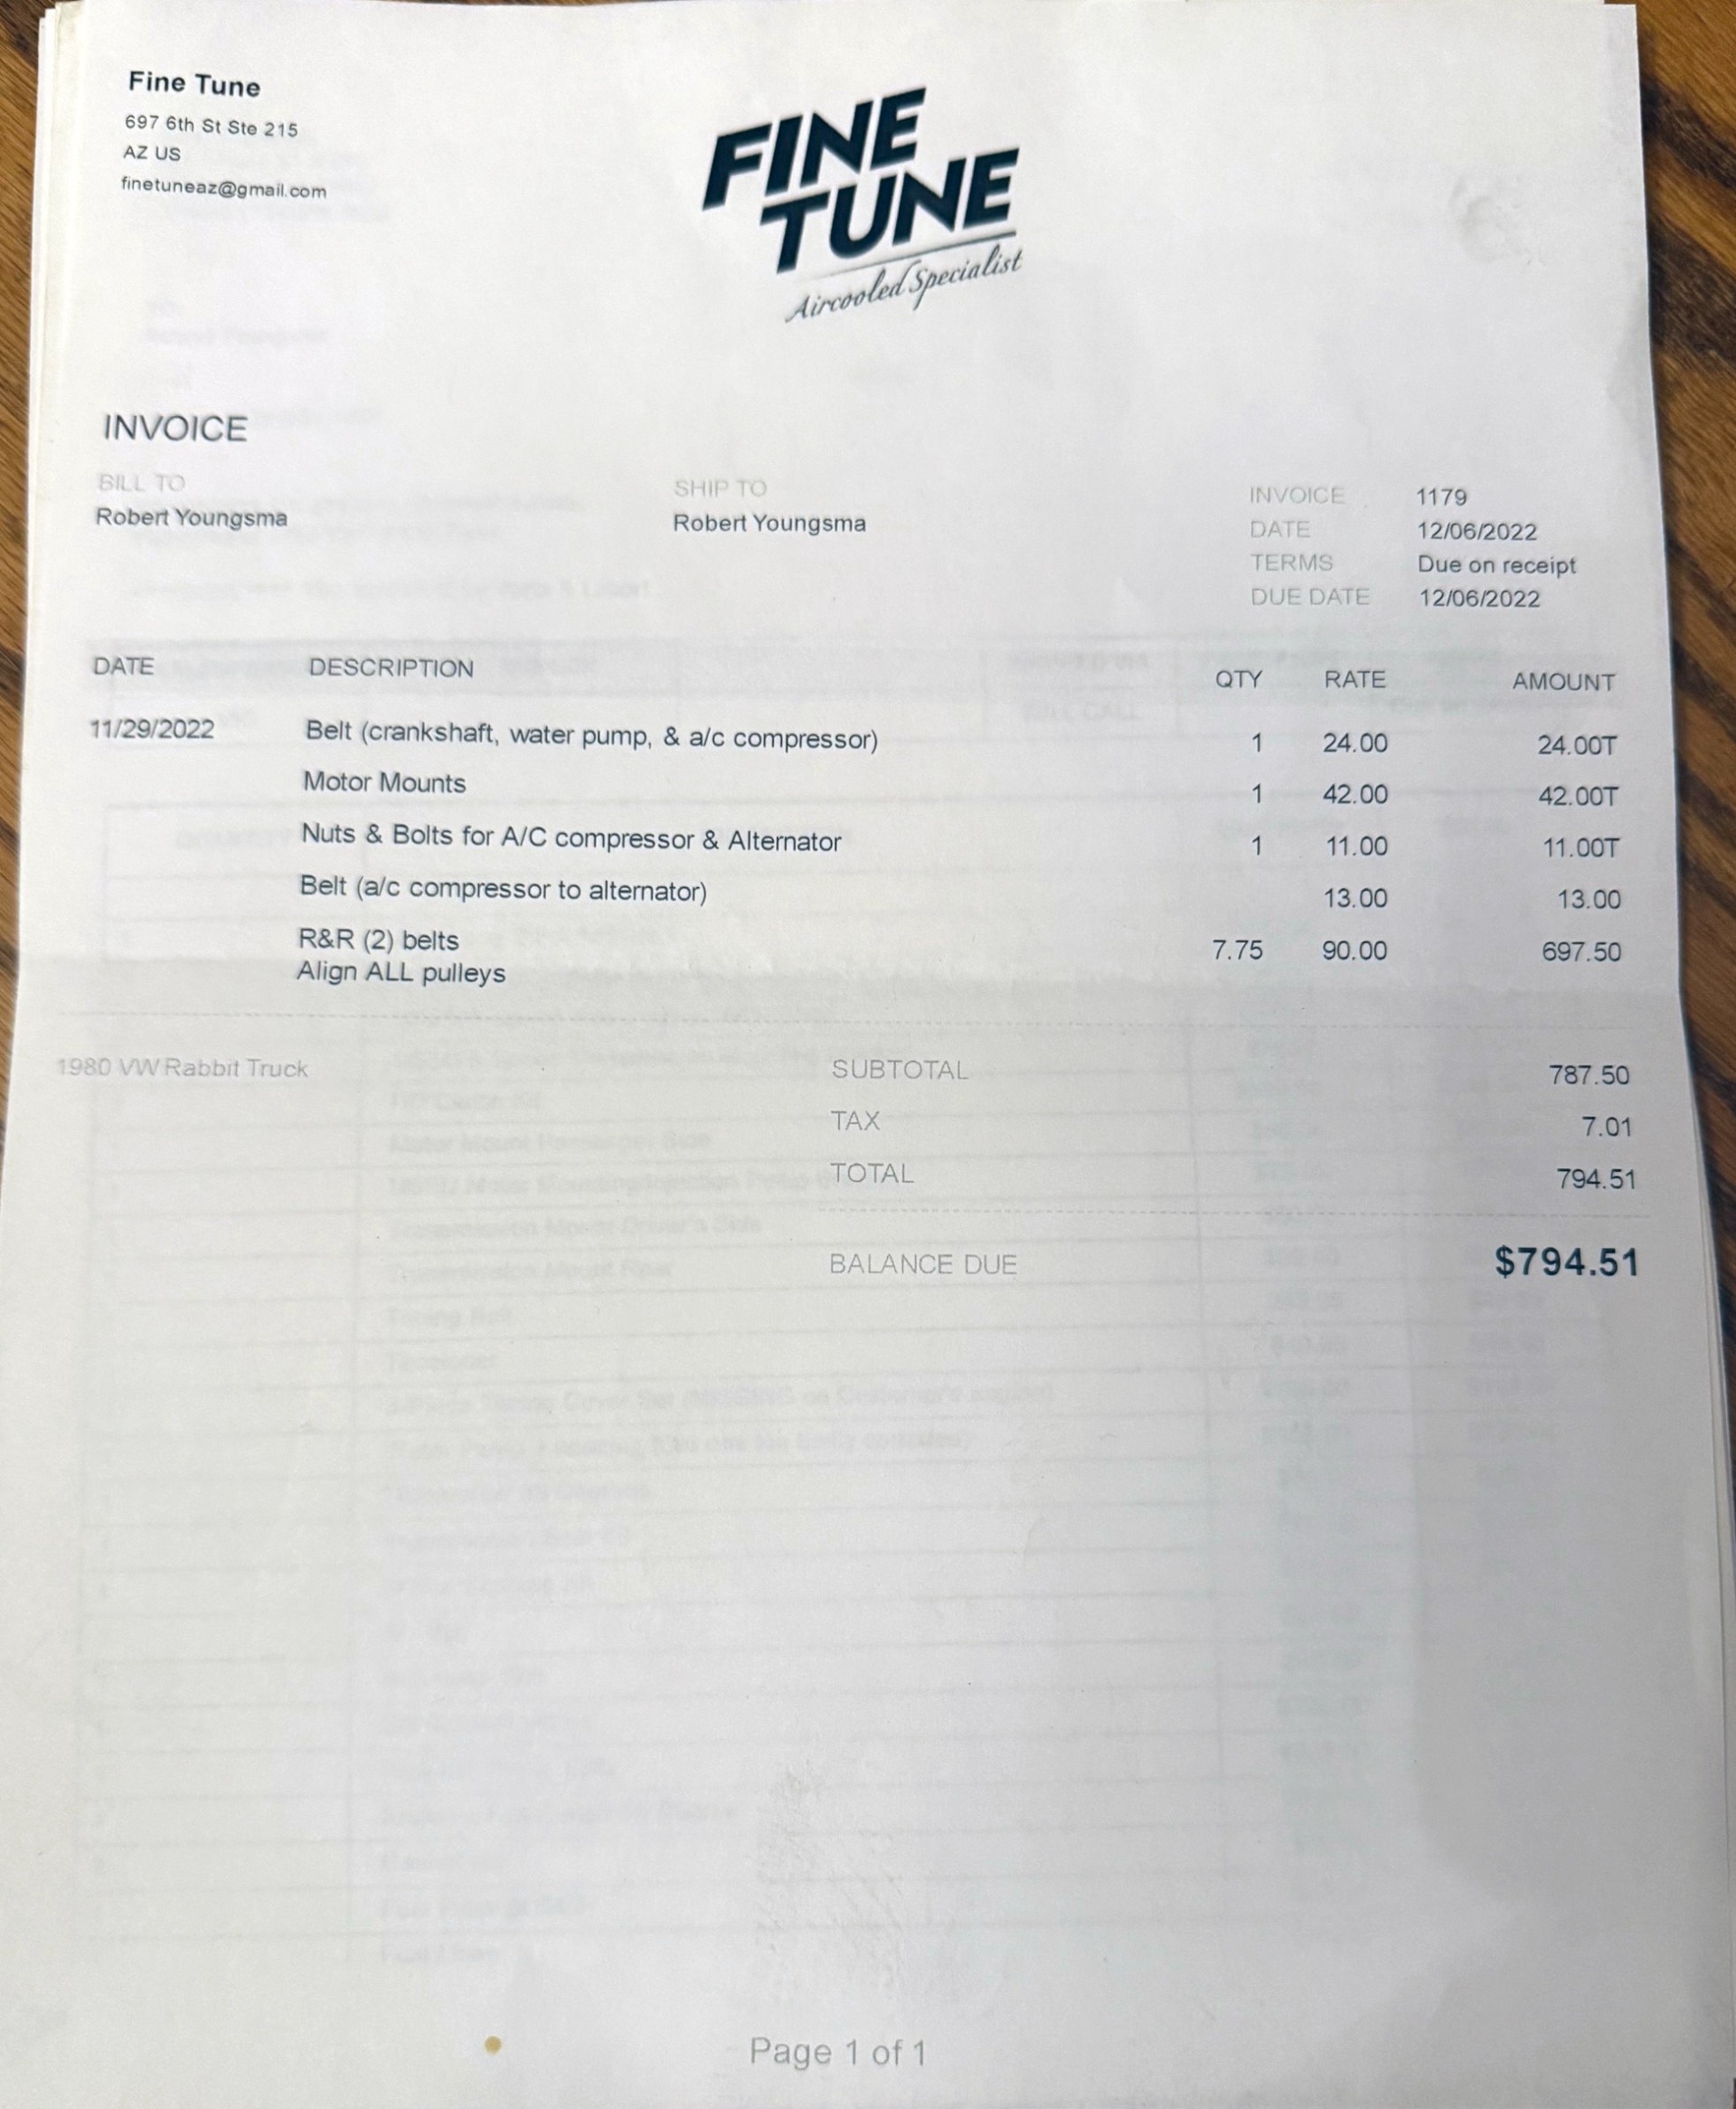 Fine Tune
697 6th St Ste 215
AZ US
finetuneaz@gmail.com
FINE
TUNE
Aircooled Specialist
INVOICE
BILL TO
Robert Youngsma
SHIP TO
Robert Youngsma
INVOICE 1179
DATE 12/06/2022
TERMS Due on receipt
DUE DATE 12/06/2022
DATE DESCRIPTION QTY RATE AMOUNT
11/29/2022 Belt (crankshaft, water pump, & a/c compressor) 1 24.00 24.00T
Motor Mounts 1 42.00 42.00T
Nuts & Bolts for A/C compressor & Alternator 1 11.00 11.00T
Belt (a/c compressor to alternator) 13.00 13.00
R&R (2) belts 7.75 90.00 697.50
Align ALL pulleys
1980 VW Rabbit Truck
SUBTOTAL 787.50
TAX 7.01
TOTAL 794.51
BALANCE DUE $794.51
Page 1 of 1